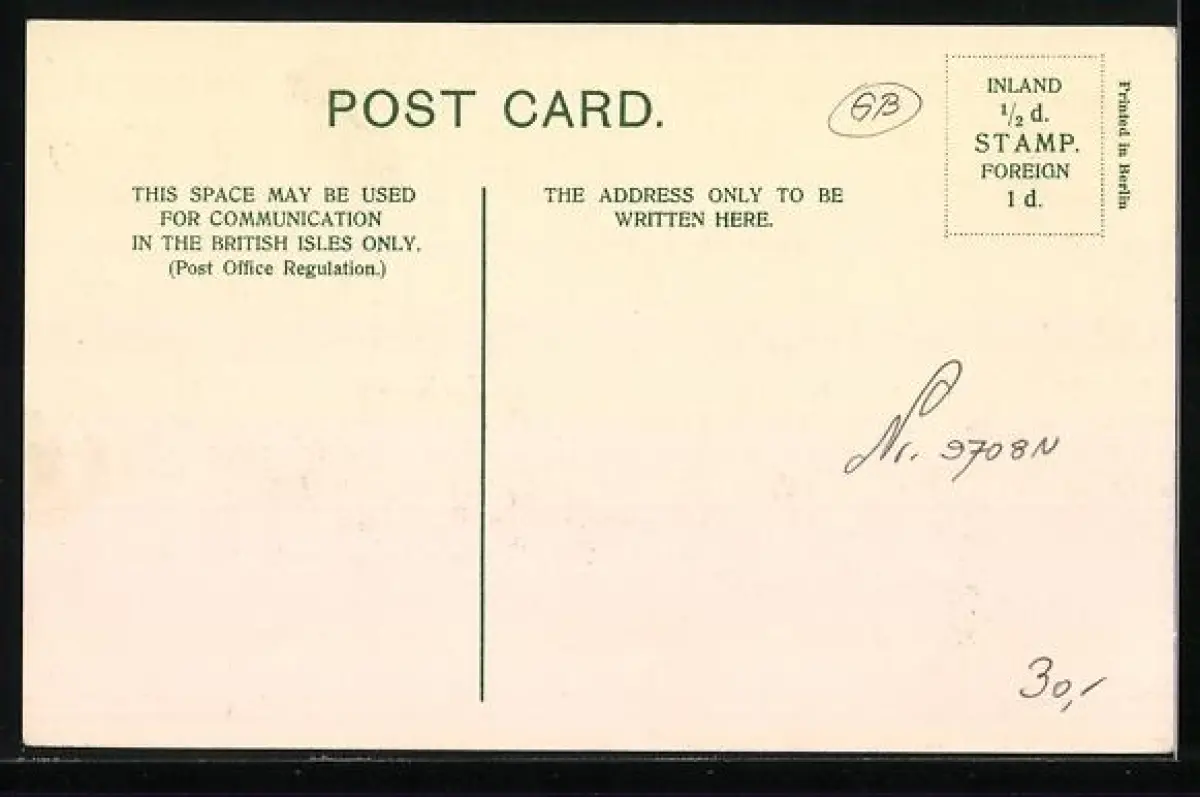 POST CARD.
GB
INLAND
1/2 d.
STAMP.
FOREIGN
1 d.
Printed in Berlin
THIS SPACE MAY BE USED
FOR COMMUNICATION
IN THE BRITISH ISLES ONLY.
(Post Office Regulation.)
THE ADDRESS ONLY TO BE
WRITTEN HERE.
Nr. 9708N
30,-